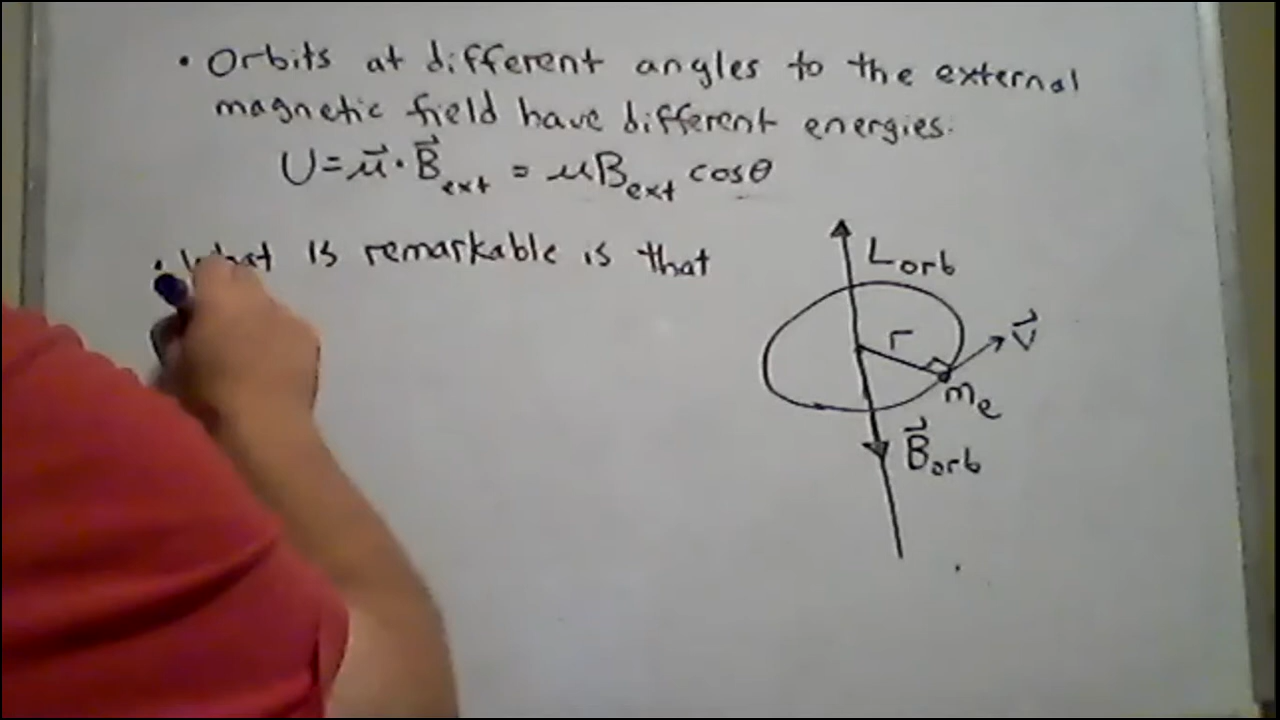 • Orbits at different angles to the external
magnetic field have different energies.
U = μ⃗ · B⃗ext = μBext cosθ
• What is remarkable is that
Lorb
r
V⃗
me
B⃗orb